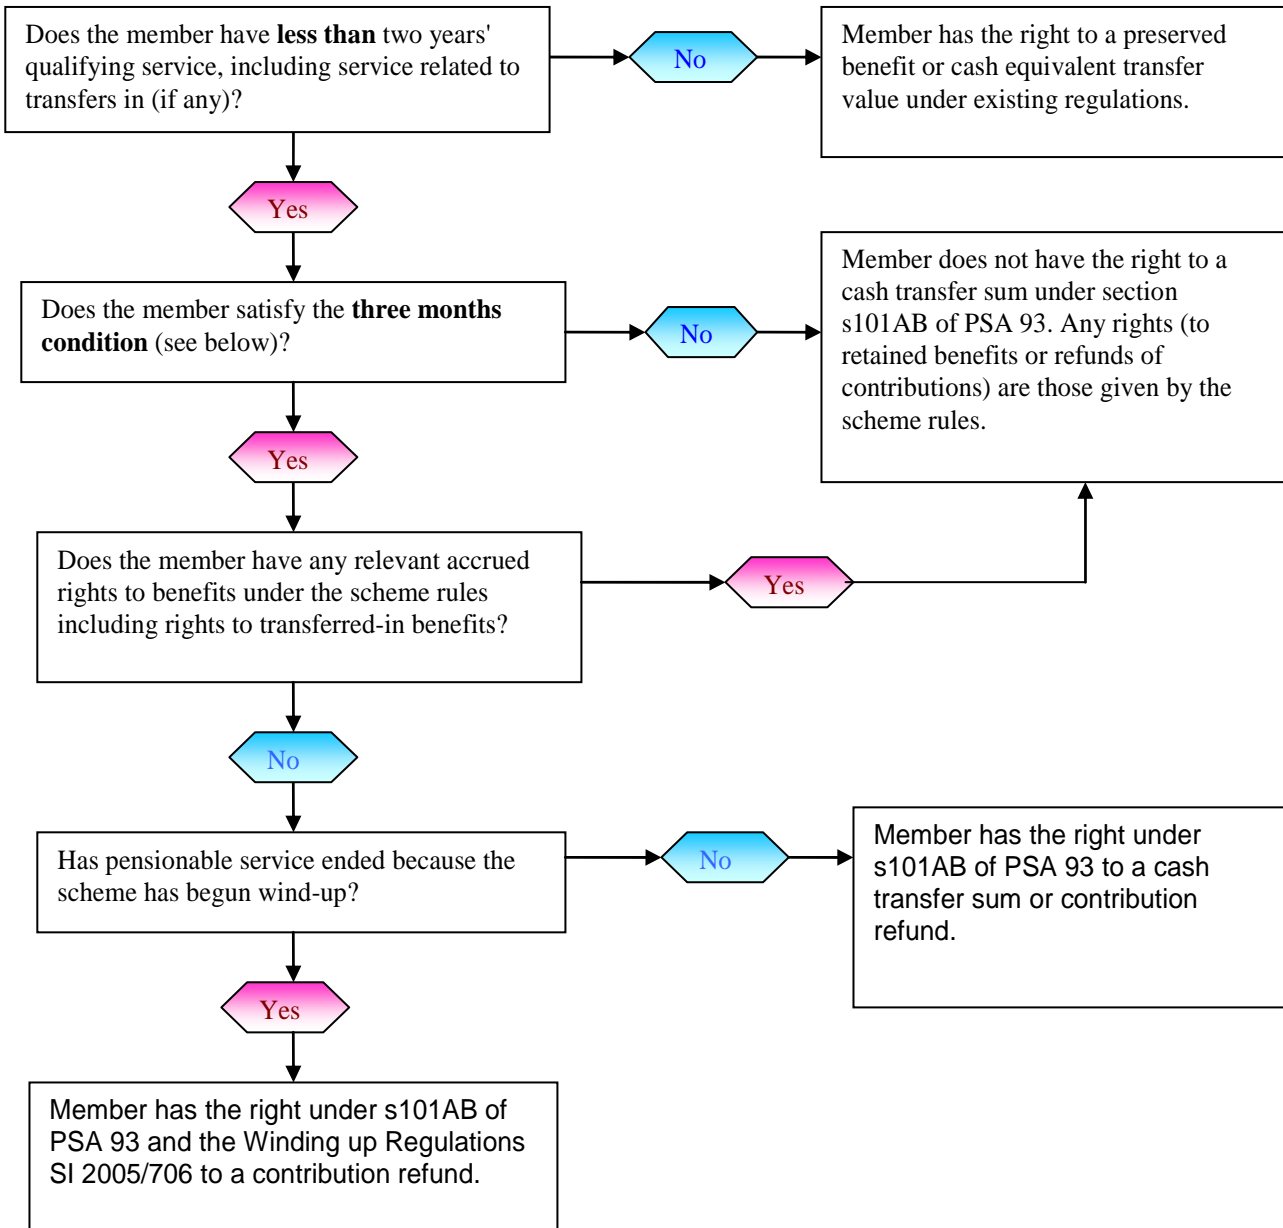 Does the member have less than two years'
qualifying service, including service related to
transfers in (if any)?
No
Member has the right to a preserved
benefit or cash equivalent transfer
value under existing regulations.
Yes
Does the member satisfy the three months
condition (see below)?
No
Member does not have the right to a
cash transfer sum under section
s101AB of PSA 93. Any rights (to
retained benefits or refunds of
contributions) are those given by the
scheme rules.
Yes
Does the member have any relevant accrued
rights to benefits under the scheme rules
including rights to transferred-in benefits?
Yes
No
Has pensionable service ended because the
scheme has begun wind-up?
No
Member has the right under
s101AB of PSA 93 to a cash
transfer sum or contribution
refund.
Yes
Member has the right under s101AB of
PSA 93 and the Winding up Regulations
SI 2005/706 to a contribution refund.